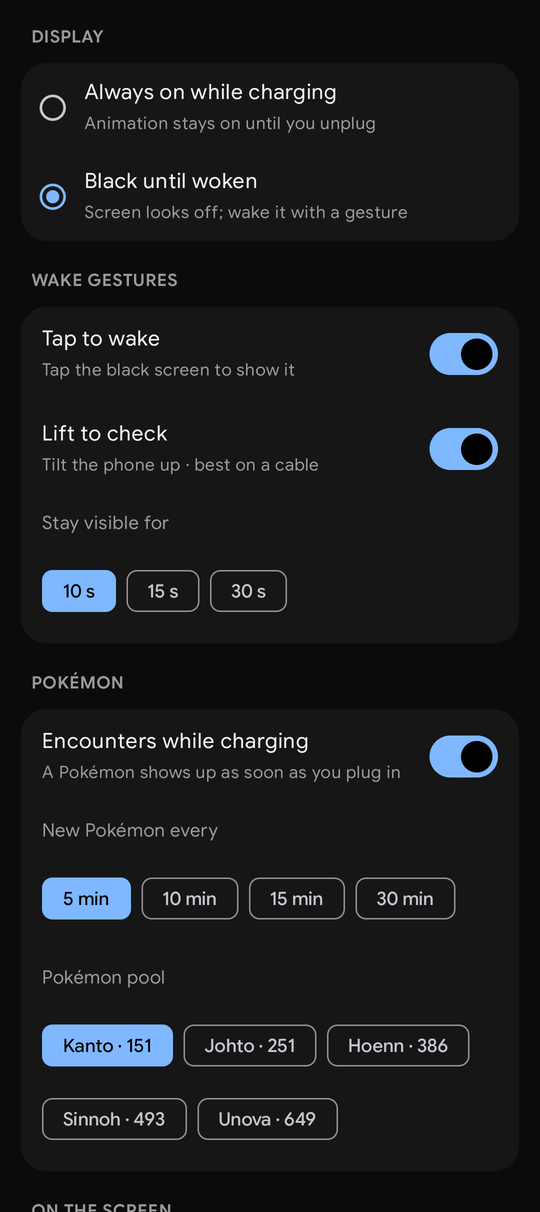 DISPLAY
Always on while charging
Animation stays on until you unplug
Black until woken
Screen looks off; wake it with a gesture
WAKE GESTURES
Tap to wake
Tap the black screen to show it
Lift to check
Tilt the phone up · best on a cable
Stay visible for
10 s 15 s 30 s
POKÉMON
Encounters while charging
A Pokémon shows up as soon as you plug in
New Pokémon every
5 min 10 min 15 min 30 min
Pokémon pool
Kanto · 151 Johto · 251 Hoenn · 386
Sinnoh · 493 Unova · 649
ON THE SCREEN